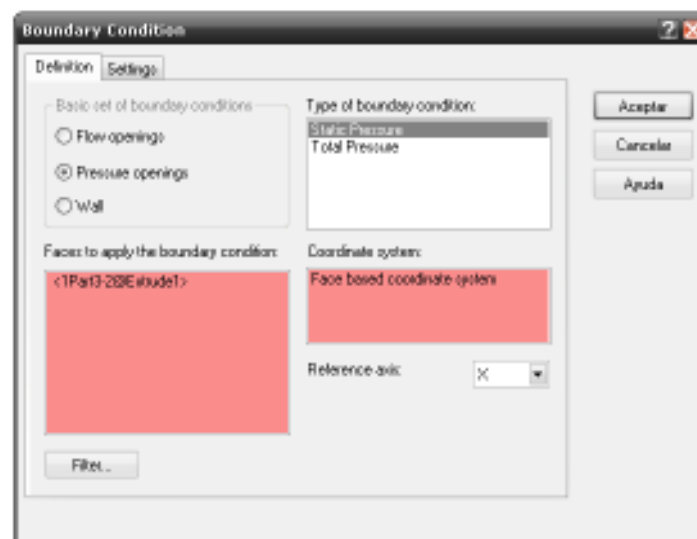 Boundary Condition
Definition
Settings
Basic set of boundary conditions
Flow openings
Pressure openings
Wall
Type of boundary condition:
Static Pressure
Total Pressure
Aceptar
Cancelar
Ayuda
Faces to apply the boundary condition:
Coordinate system:
Face based coordinate system
Reference axis:
X
Filter...